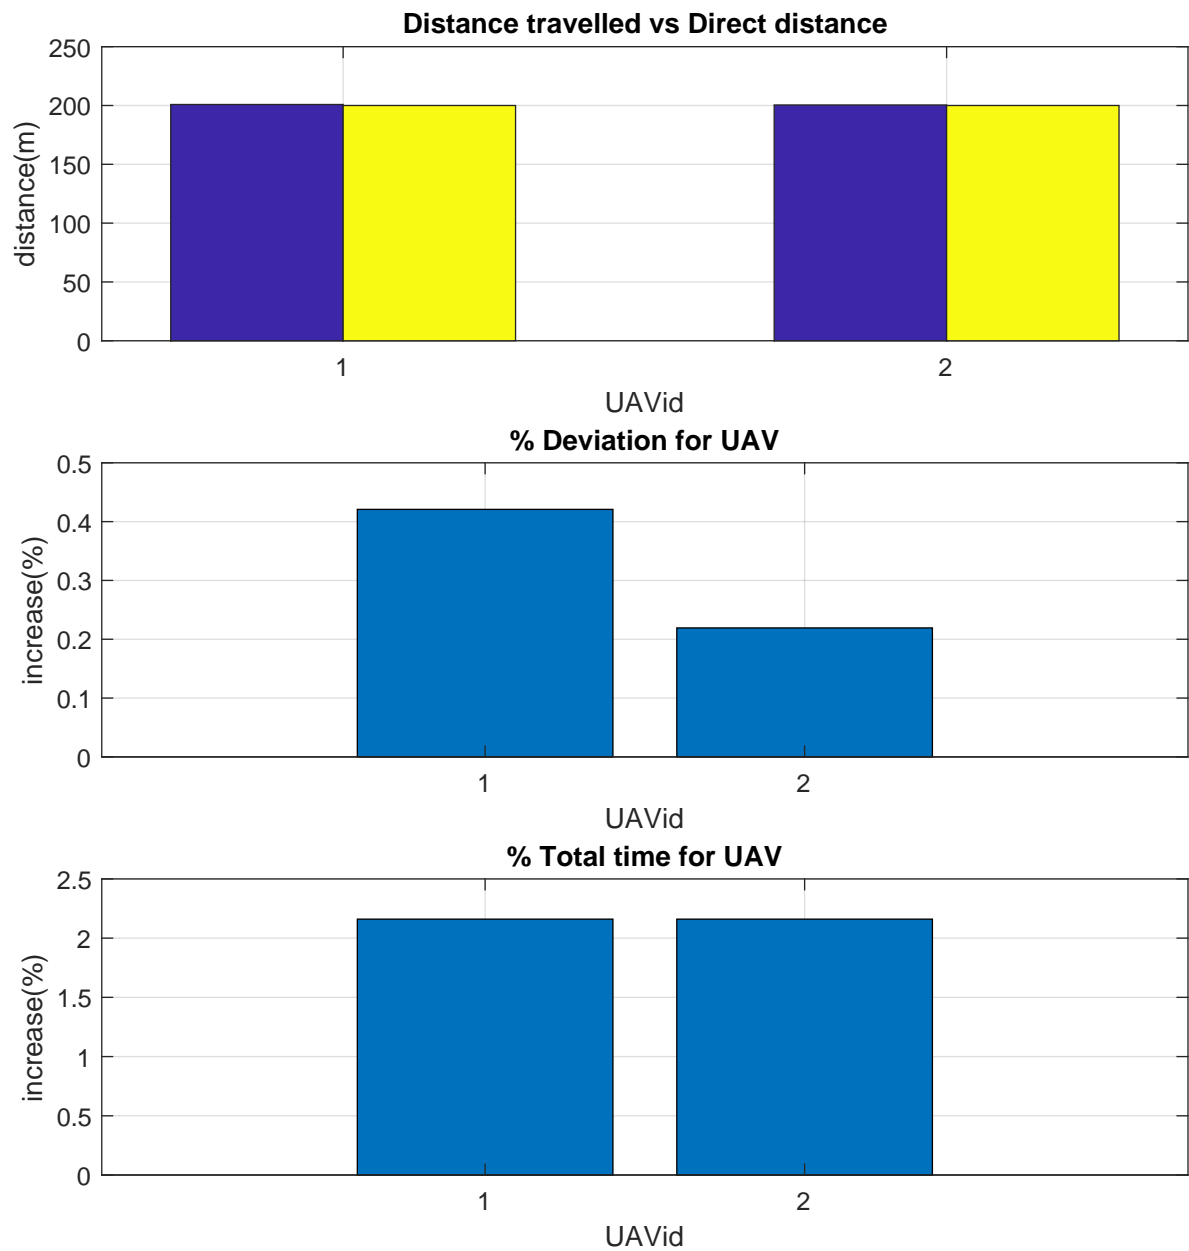 Distance travelled vs Direct distance
250
200
150
100
50
0
distance(m)
1 2
UAVid
% Deviation for UAV
0.5
0.4
0.3
0.2
0.1
0
increase(%)
1 2
UAVid
% Total time for UAV
2.5
2
1.5
1
0.5
0
increase(%)
1 2
UAVid